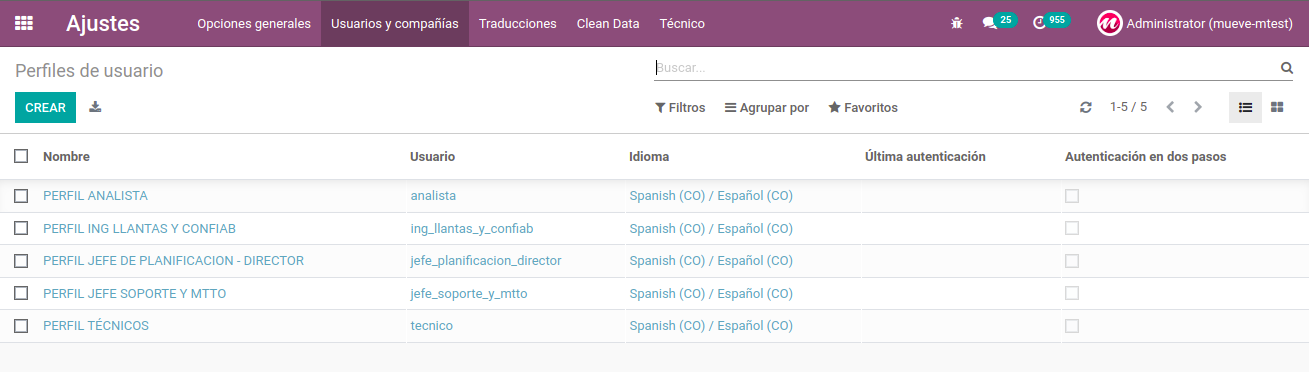 Ajustes Opciones generales Usuarios y compañías Traducciones Clean Data Técnico 25 955 Administrator (mueve-mtest)
Perfiles de usuario Buscar...
CREAR Filtros Agrupar por Favoritos 1-5 / 5
Nombre Usuario Idioma Última autenticación Autenticación en dos pasos
PERFIL ANALISTA analista Spanish (CO) / Español (CO)
PERFIL ING LLANTAS Y CONFIAB ing_llantas_y_confiab Spanish (CO) / Español (CO)
PERFIL JEFE DE PLANIFICACION - DIRECTOR jefe_planificacion_director Spanish (CO) / Español (CO)
PERFIL JEFE SOPORTE Y MTTO jefe_soporte_y_mtto Spanish (CO) / Español (CO)
PERFIL TÉCNICOS tecnico Spanish (CO) / Español (CO)